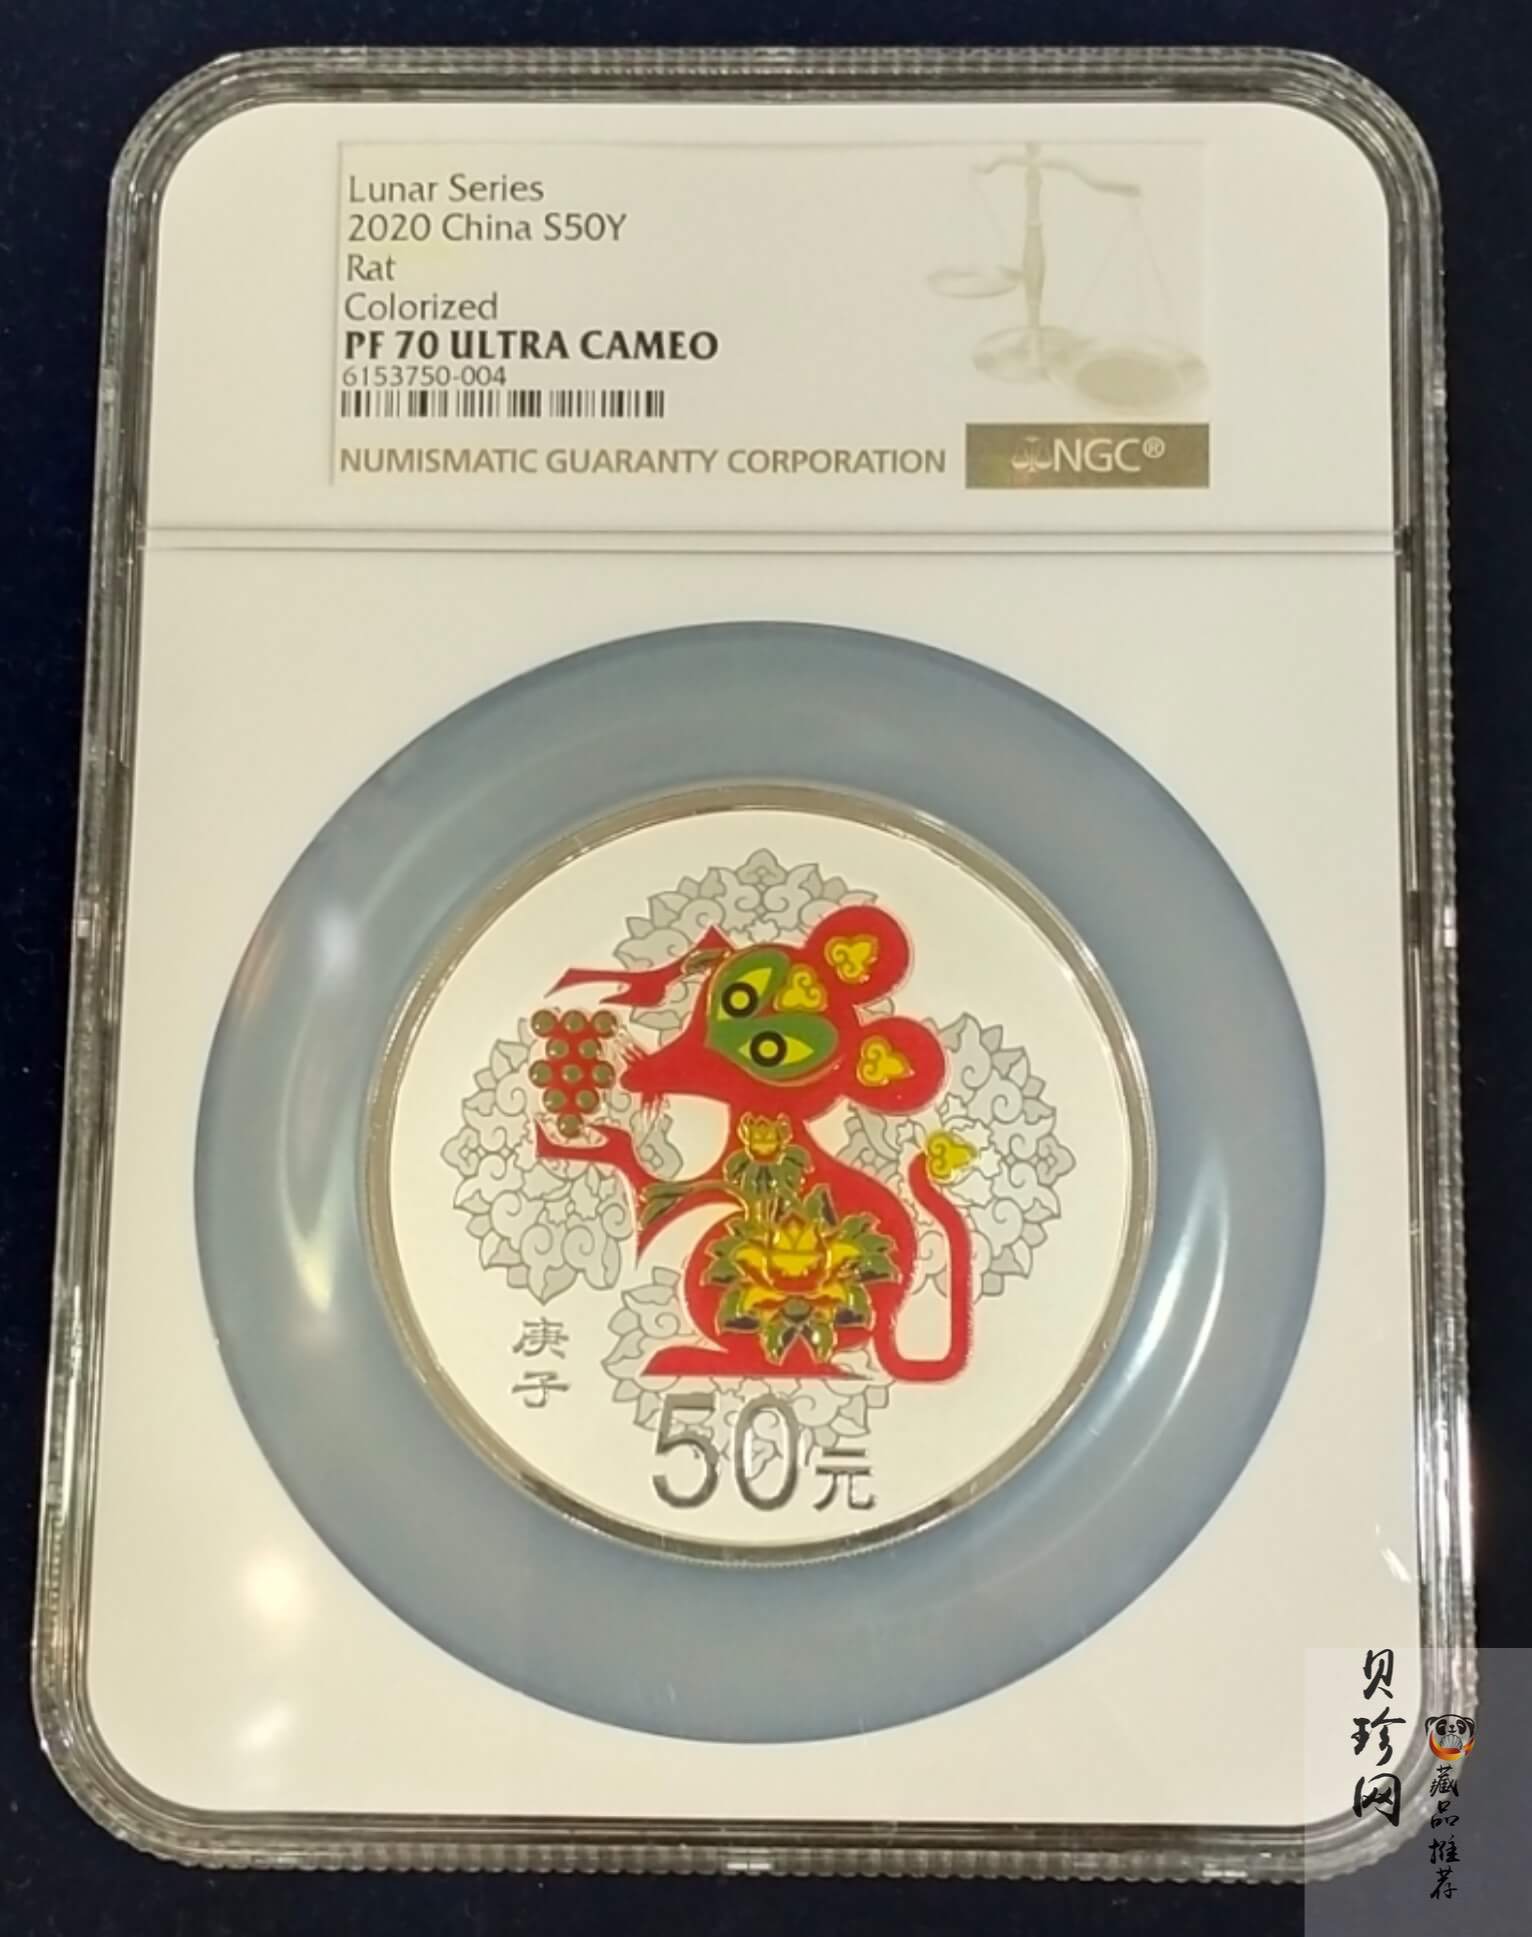 Lunar Series
2020 China S50Y
Rat
Colorized
PF 70 ULTRA CAMEO
6153750-004
NUMISMATIC GUARANTY CORPORATION
NGC®
庚子
50元
贝珍网
藏品推荐